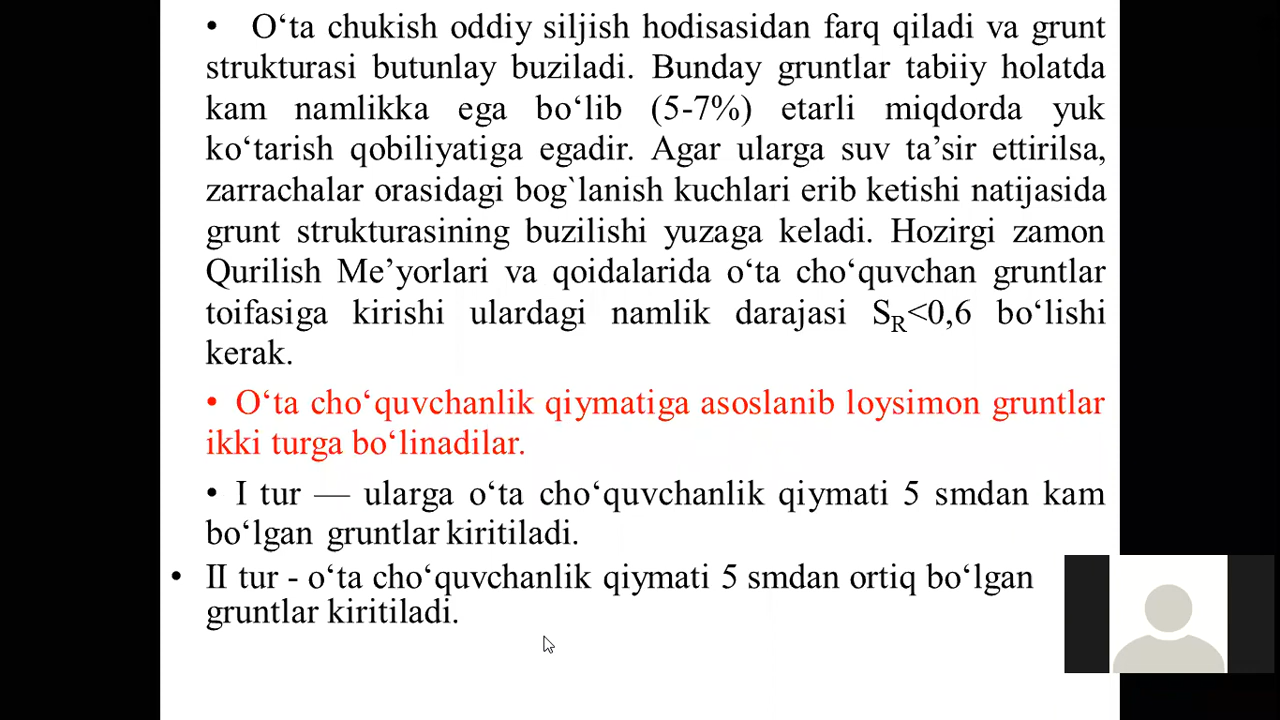 • O‘ta chukish oddiy siljish hodisasidan farq qiladi va grunt
strukturasi butunlay buziladi. Bunday gruntlar tabiiy holatda
kam namlikka ega bo‘lib (5-7%) etarli miqdorda yuk
ko‘tarish qobiliyatiga egadir. Agar ularga suv ta’sir ettirilsa,
zarrachalar orasidagi bog`lanish kuchlari erib ketishi natijasida
grunt strukturasining buzilishi yuzaga keladi. Hozirgi zamon
Qurilish Me’yorlari va qoidalarida o‘ta cho‘quvchan gruntlar
toifasiga kirishi ulardagi namlik darajasi SR<0,6 bo‘lishi
kerak.
• O‘ta cho‘quvchanlik qiymatiga asoslanib loysimon gruntlar
ikki turga bo‘linadilar.
• I tur — ularga o‘ta cho‘quvchanlik qiymati 5 smdan kam
bo‘lgan gruntlar kiritiladi.
• II tur - o‘ta cho‘quvchanlik qiymati 5 smdan ortiq bo‘lgan
gruntlar kiritiladi.